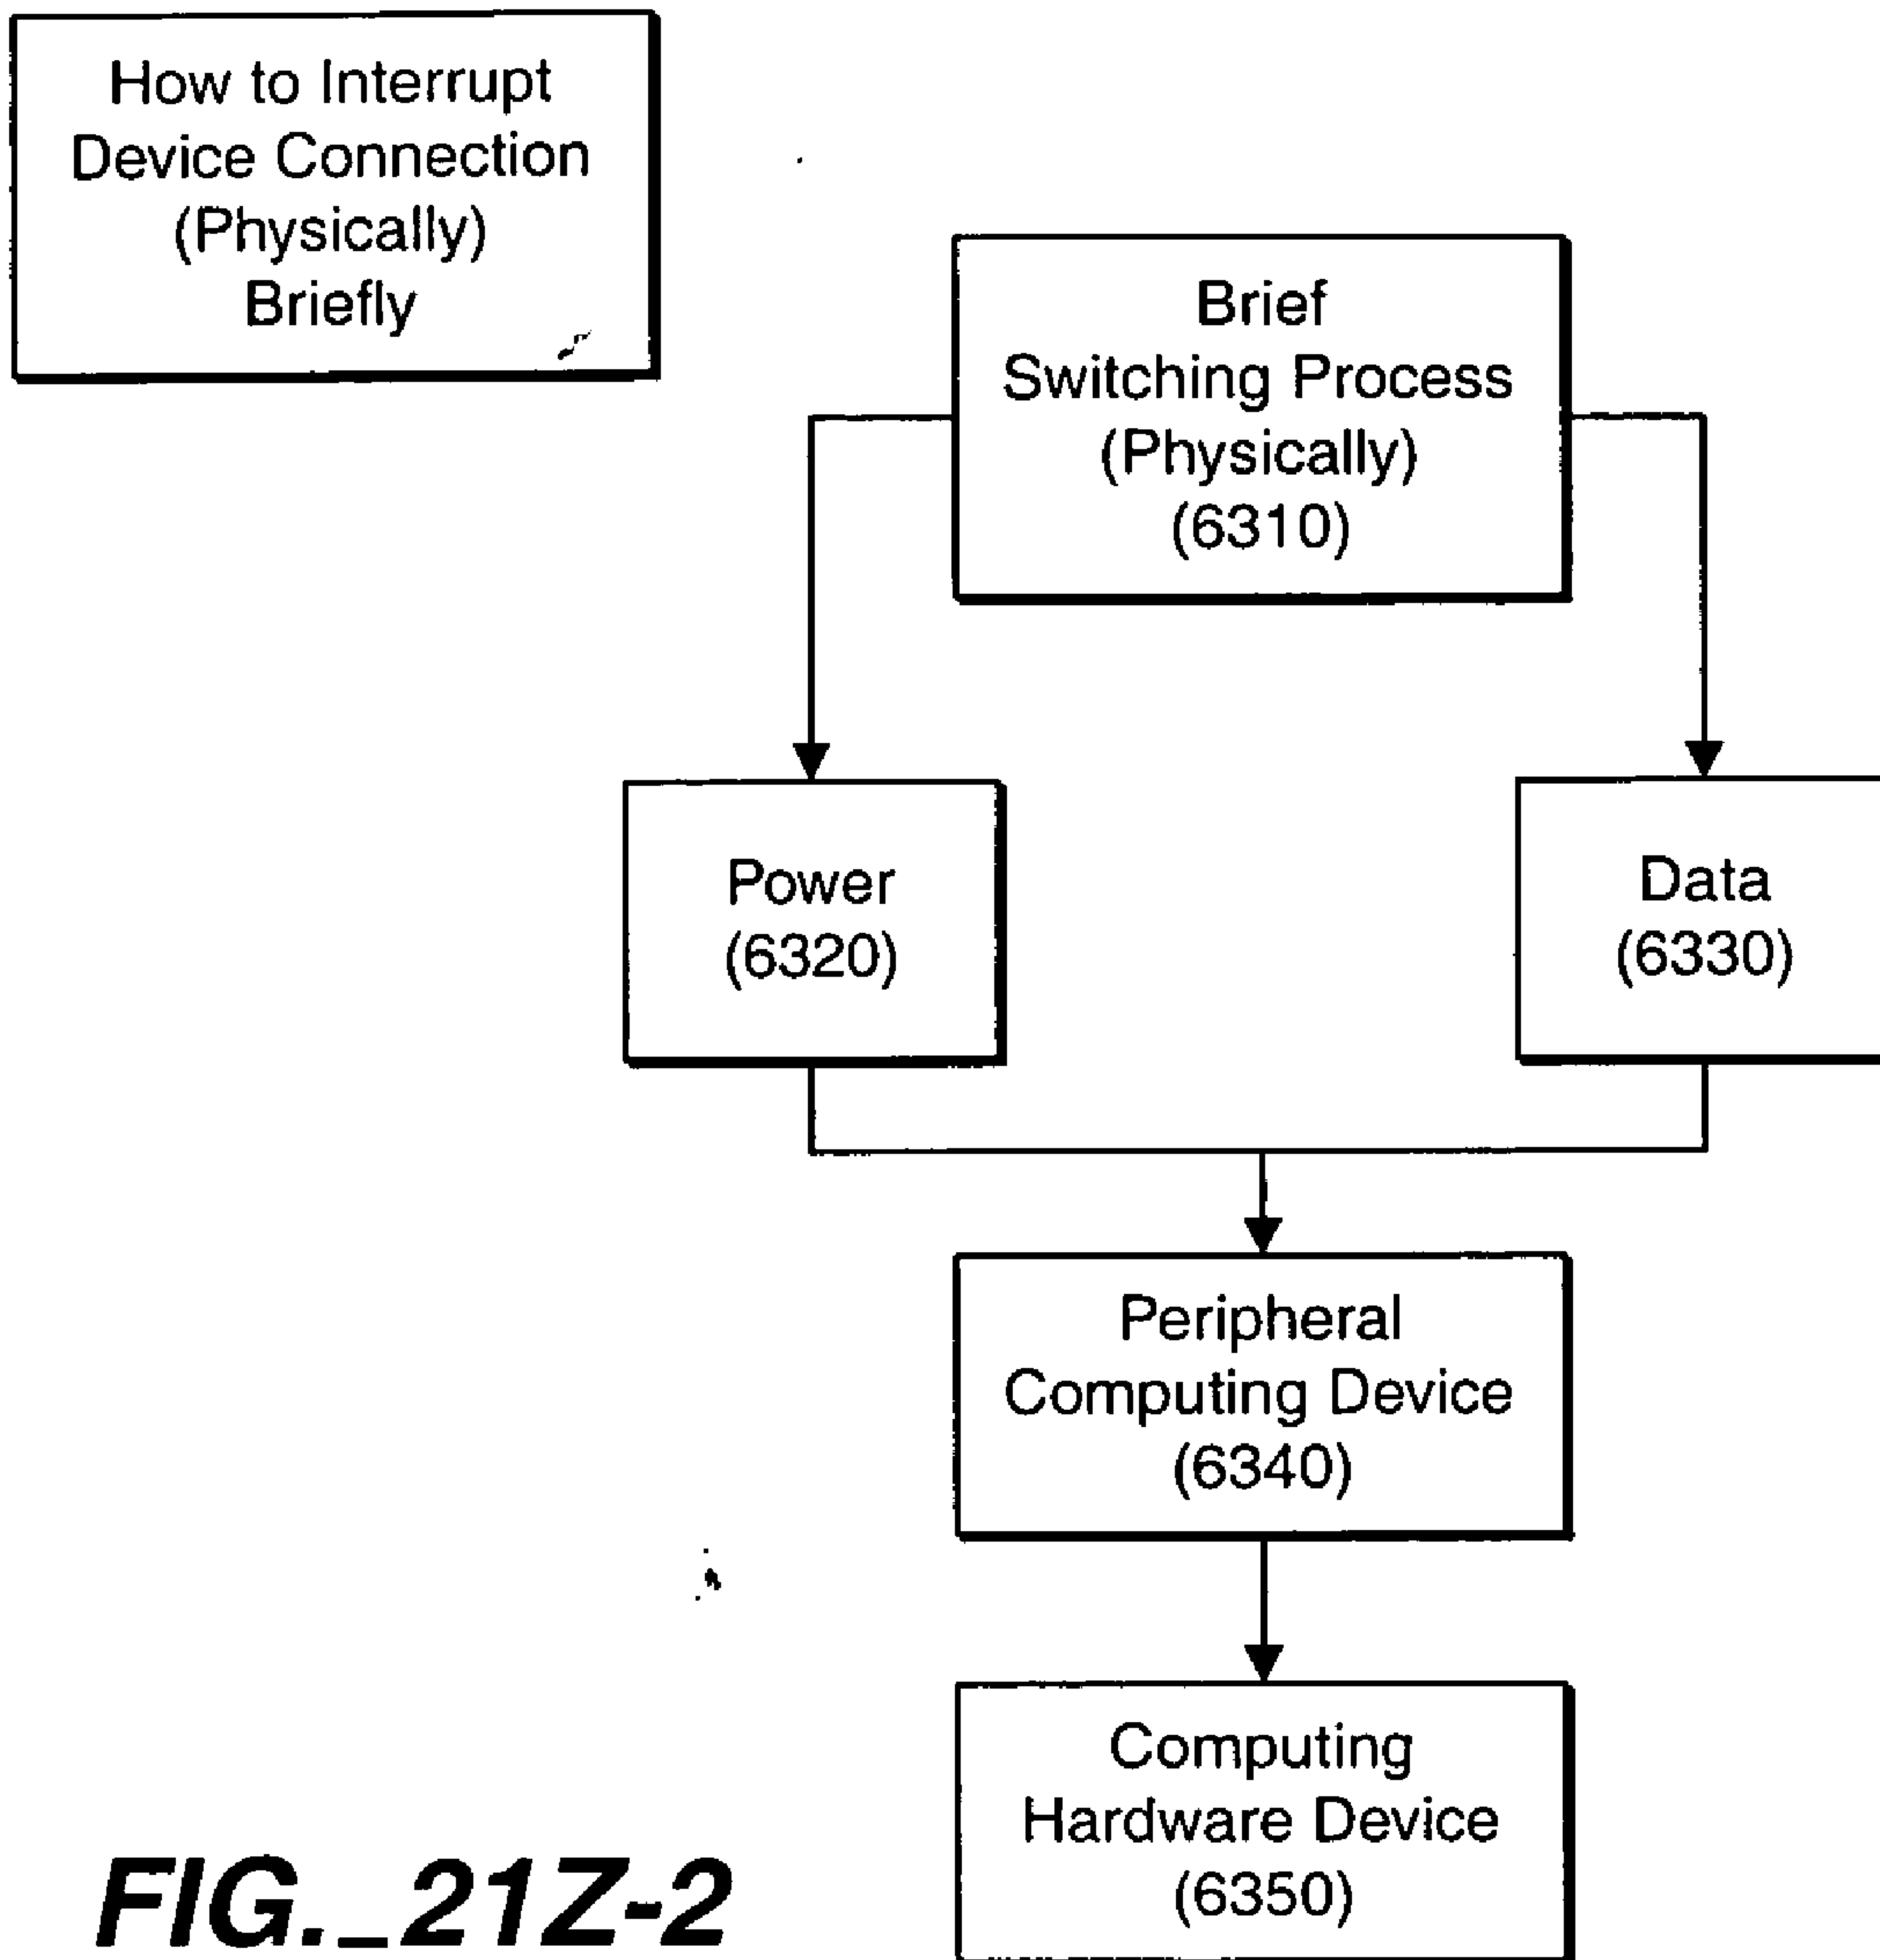 How to Interrupt
Device Connection
(Physically)
Briefly
Brief
Switching Process
(Physically)
(6310)
Power
(6320)
Data
(6330)
Peripheral
Computing Device
(6340)
Computing
Hardware Device
(6350)
FIG._21Z-2